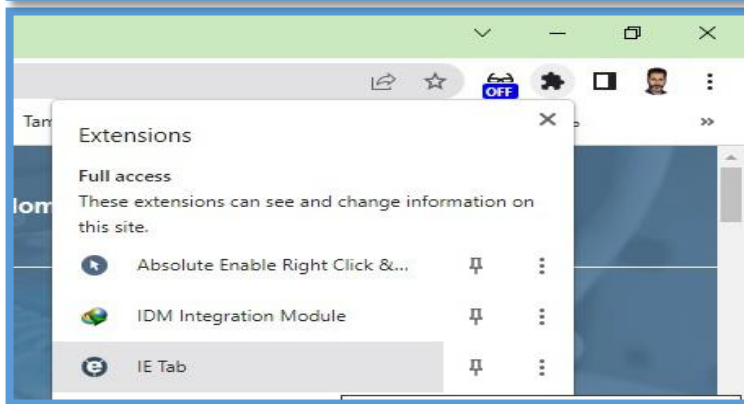 OFF
Tam
Extensions
Full access
These extensions can see and change information on
this site.
Absolute Enable Right Click &...
IDM Integration Module
IE Tab